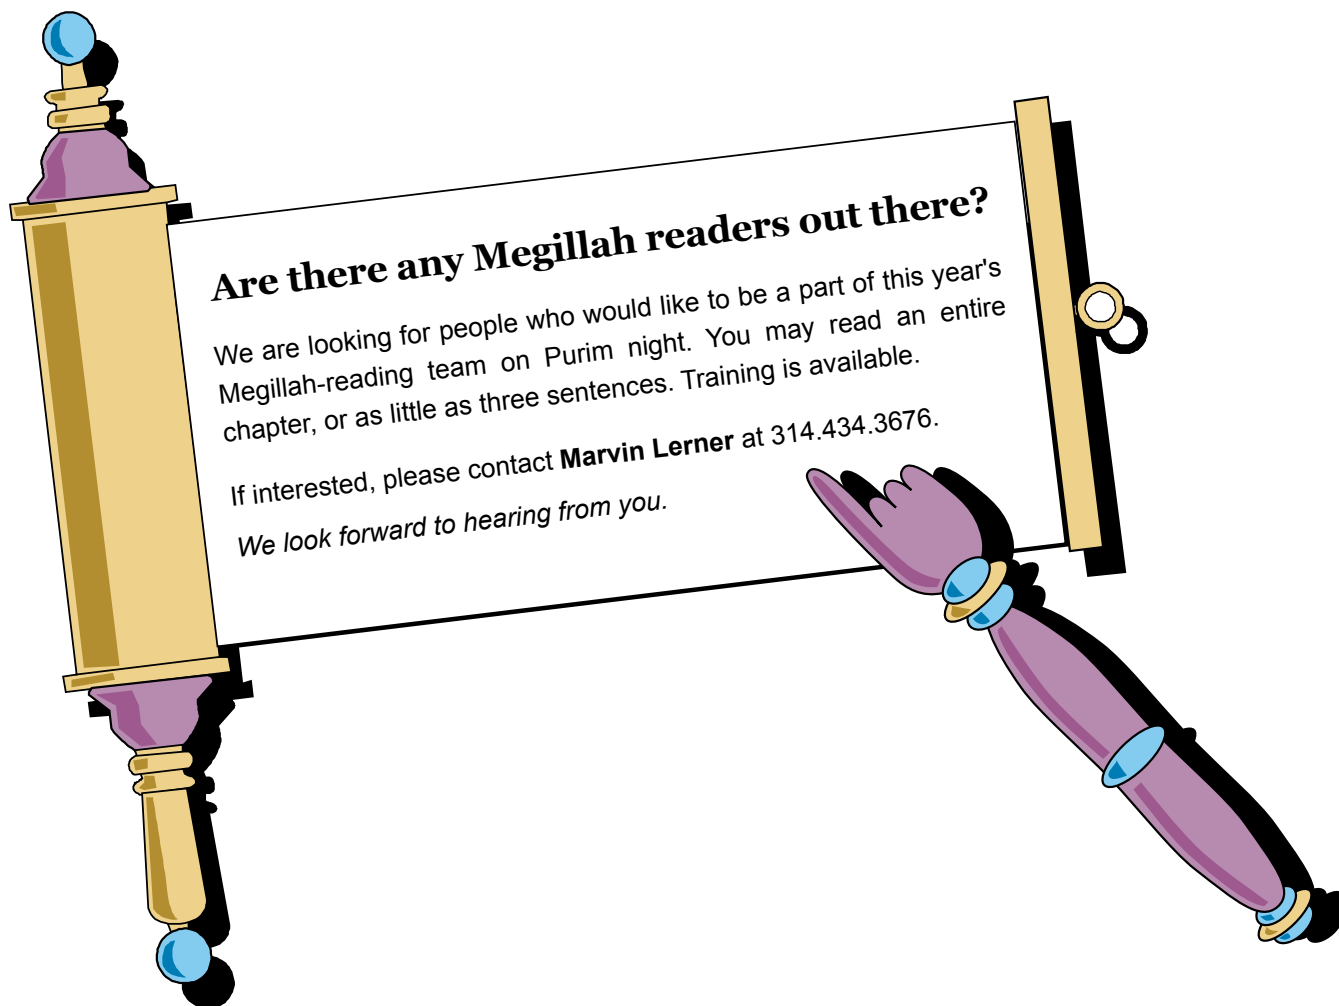 Are there any Megillah readers out there?
We are looking for people who would like to be a part of this year's
Megillah-reading team on Purim night. You may read an entire
chapter, or as little as three sentences. Training is available.
If interested, please contact Marvin Lerner at 314.434.3676.
We look forward to hearing from you.